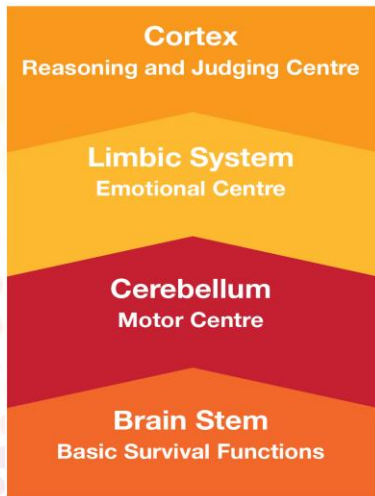 Cortex
Reasoning and Judging Centre
Limbic System
Emotional Centre
Cerebellum
Motor Centre
Brain Stem
Basic Survival Functions